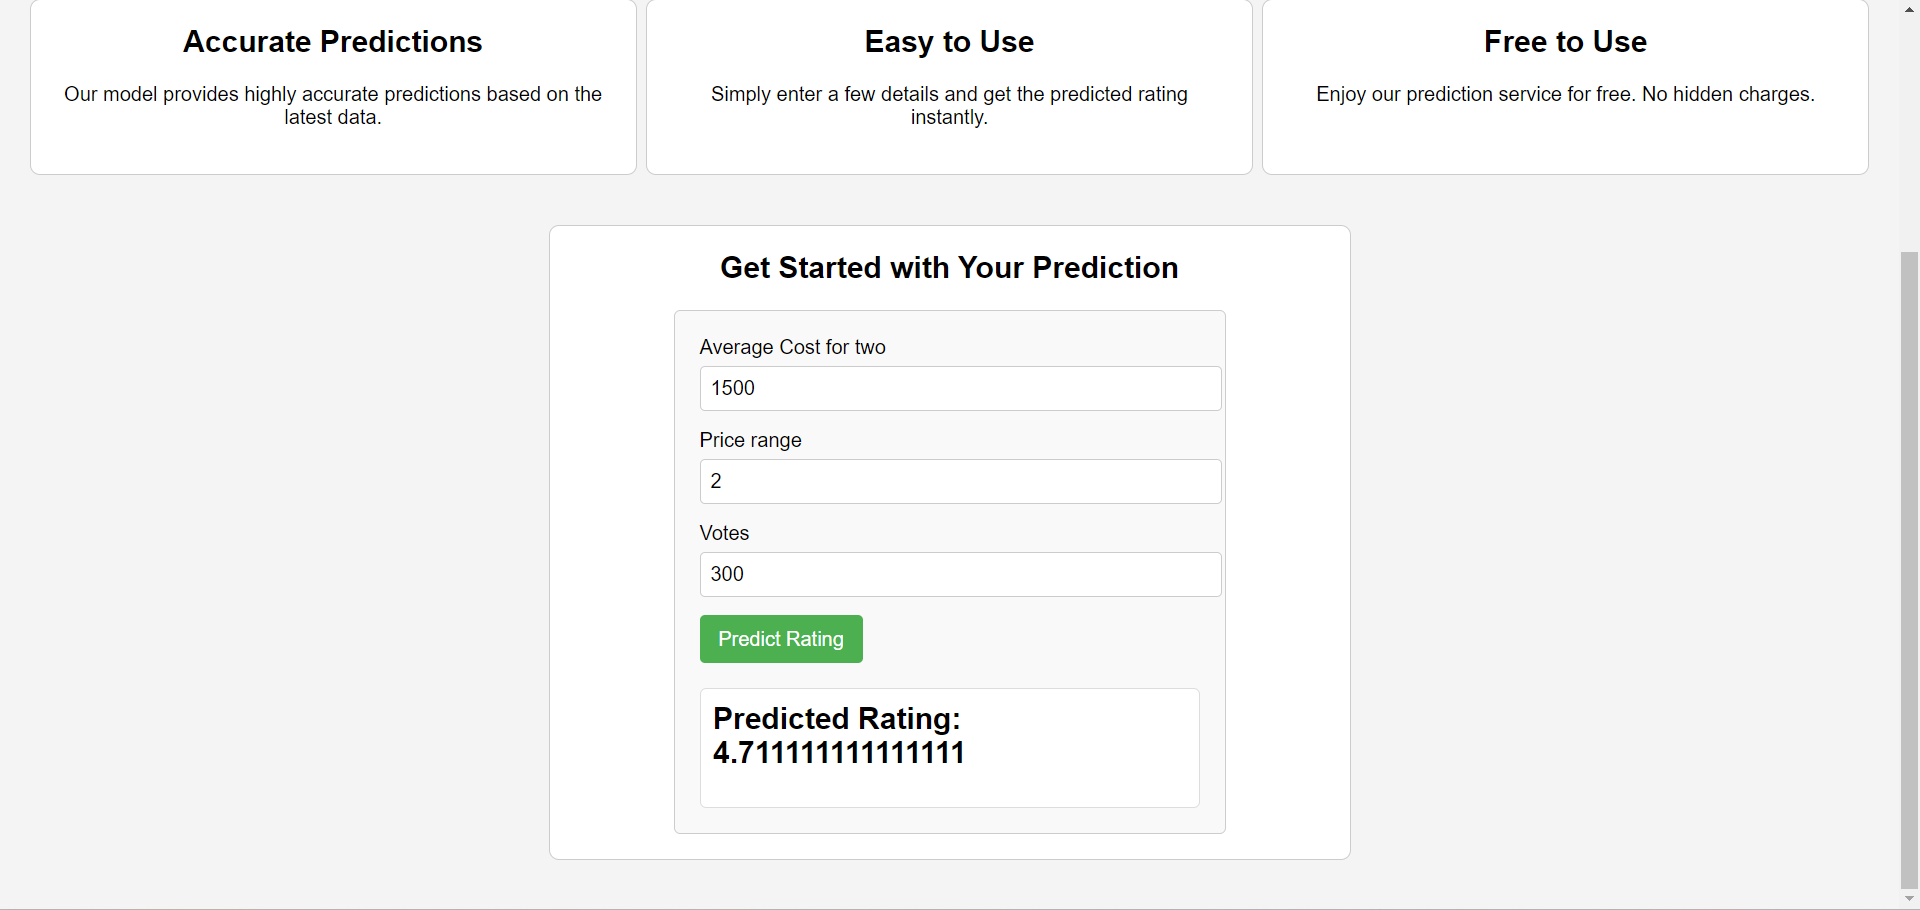 Accurate Predictions
Our model provides highly accurate predictions based on the
latest data.
Easy to Use
Simply enter a few details and get the predicted rating
instantly.
Free to Use
Enjoy our prediction service for free. No hidden charges.
Get Started with Your Prediction
Average Cost for two
1500
Price range
2
Votes
300
Predict Rating
Predicted Rating:
4.711111111111111